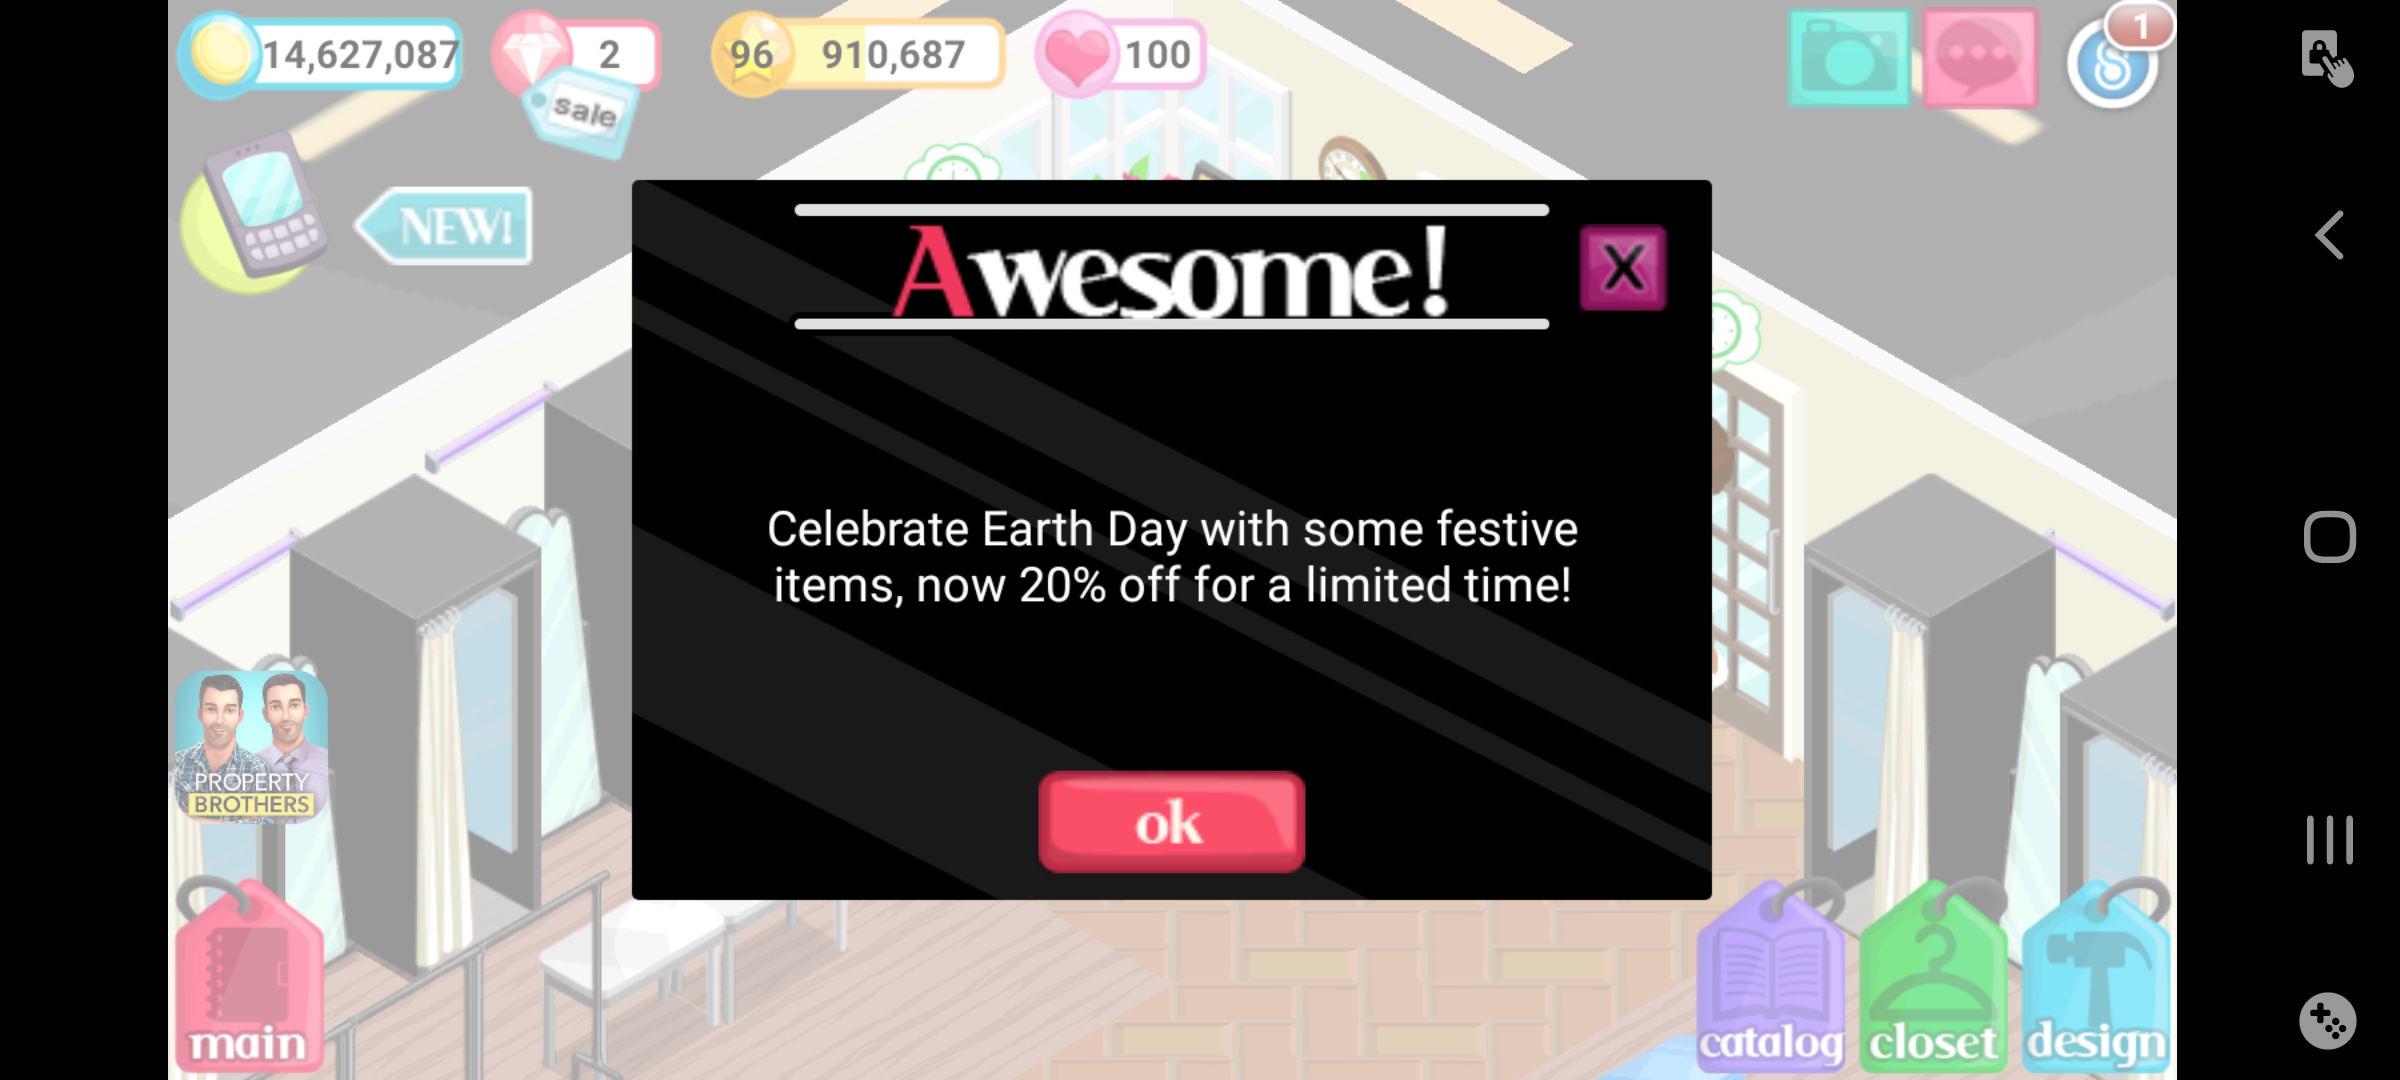 14,627,087
2
96
910,687
100
1
sale
NEW!
Awesome!
X
Celebrate Earth Day with some festive
items, now 20% off for a limited time!
ok
PROPERTY
BROTHERS
main
catalog
closet
design